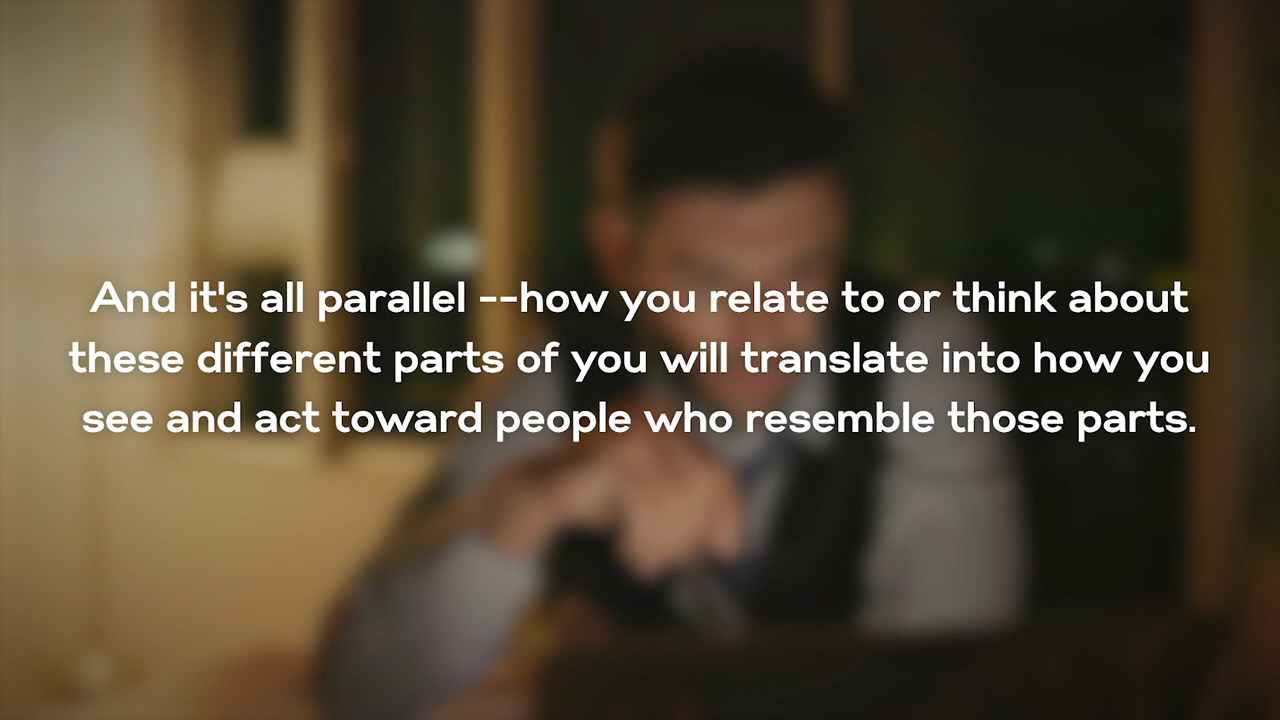 And it's all parallel --how you relate to or think about
these different parts of you will translate into how you
see and act toward people who resemble those parts.